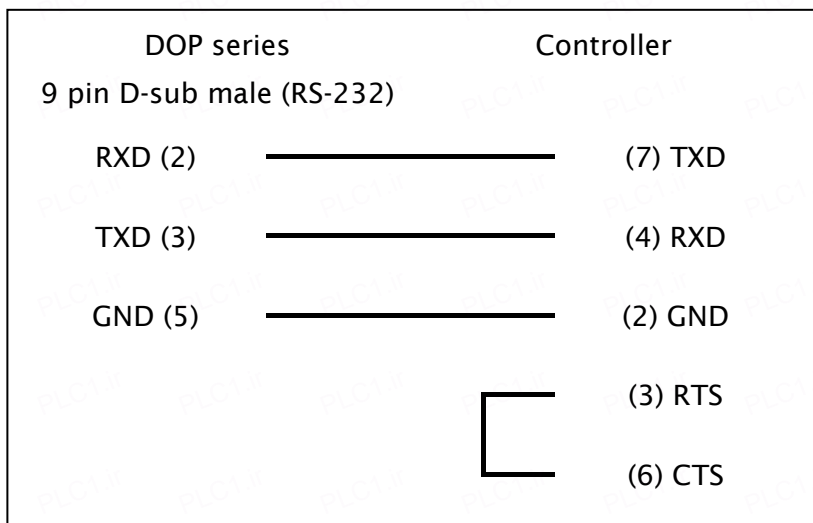 DOP series Controller
9 pin D-sub male (RS-232)
RXD (2) (7) TXD
TXD (3) (4) RXD
GND (5) (2) GND
(3) RTS
(6) CTS